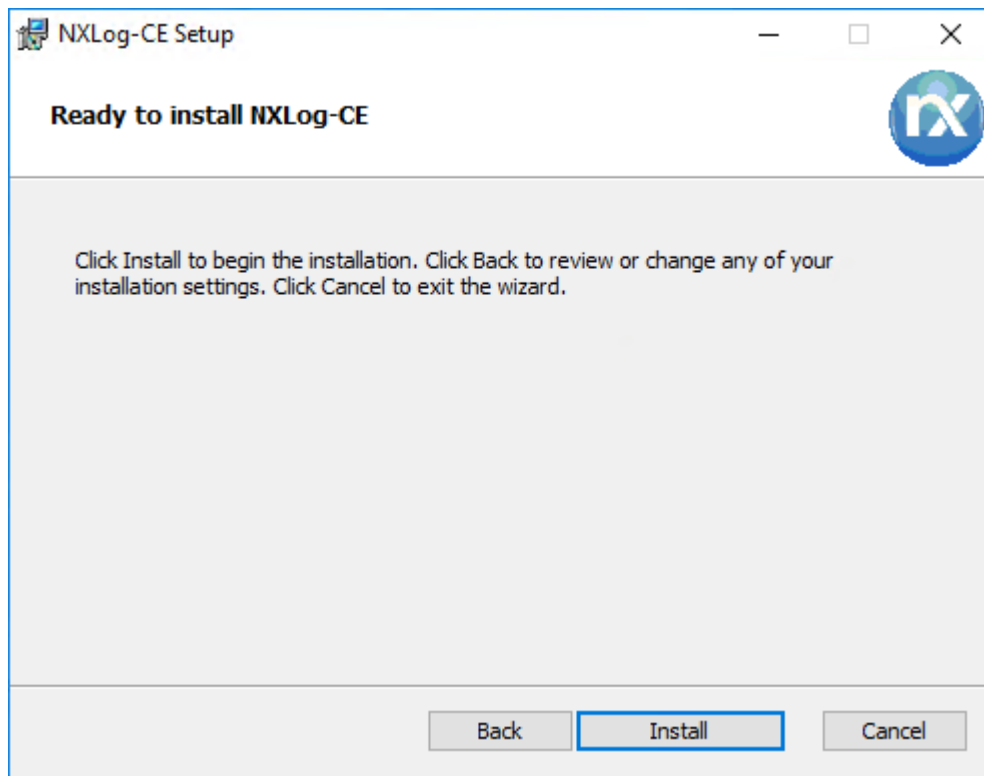 NXLog-CE Setup
Ready to install NXLog-CE
nx
Click Install to begin the installation. Click Back to review or change any of your
installation settings. Click Cancel to exit the wizard.
Back Install Cancel